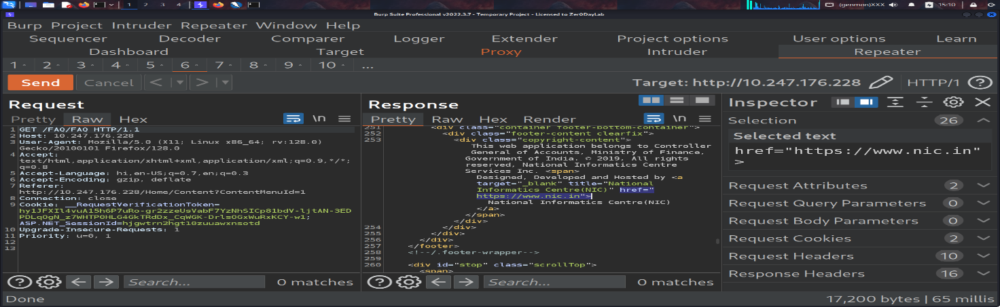 1 2 3 4
(genmon)XXX 15:10
Burp Suite Professional v2022.3.7 - Temporary Project - Licensed to Zer0DayLab
Burp Project Intruder Repeater Window Help
Sequencer Decoder Comparer Logger Extender Project options User options Learn
Dashboard Target Proxy Intruder Repeater
1 2 3 4 5 6 7 8 9 10 ...
Send Cancel < > Target: http://10.247.176.228 HTTP/1
Request
Pretty Raw Hex \n
1 GET /FAQ/FAQ HTTP/1.1
2 Host: 10.247.176.228
3 User-Agent: Mozilla/5.0 (X11; Linux x86_64; rv:128.0)
Gecko/20100101 Firefox/128.0
4 Accept:
text/html,application/xhtml+xml,application/xml;q=0.9,*/*;
q=0.8
5 Accept-Language: hi,en-US;q=0.7,en;q=0.3
6 Accept-Encoding: gzip, deflate
7 Referer:
http://10.247.176.228/Home/Content?ContentMenuId=1
8 Connection: close
9 Cookie: __RequestVerificationToken=
10 Upgrade-Insecure-Requests: 1
11 Priority: u=0, i
12
13
Search... 0 matches
Response
Pretty Raw Hex Render \n
251 <div class="container footer-bottom-container">
252 <div class="footer-content clearfix">
253 <div class="copyright-content">
This web application belongs to Controller
General of Accounts, Ministry of Finance,
Government of India. © 2019, All rights
reserved, National Informatics Centre
Services Inc. <span>
Designed, Developed and Hosted by <a
target="_blank" title="National
Informatics Centre(NIC)" href="
https://www.nic.in">
National Informatics Centre(NIC)
</a>
</span>
</div>
254 </div>
255 </div>
256 </div>
257 </footer>
258 <!--/.footer-wrapper-->
259
260 <div id="stop" class="scrollTop">
<span>
Search... 0 matches
Inspector
Selection 26
Selected text
href="https://www.nic.in"
>
Request Attributes 2
Request Query Parameters 0
Request Body Parameters 0
Request Cookies 2
Request Headers 10
Response Headers 16
Done
17,200 bytes | 65 millis